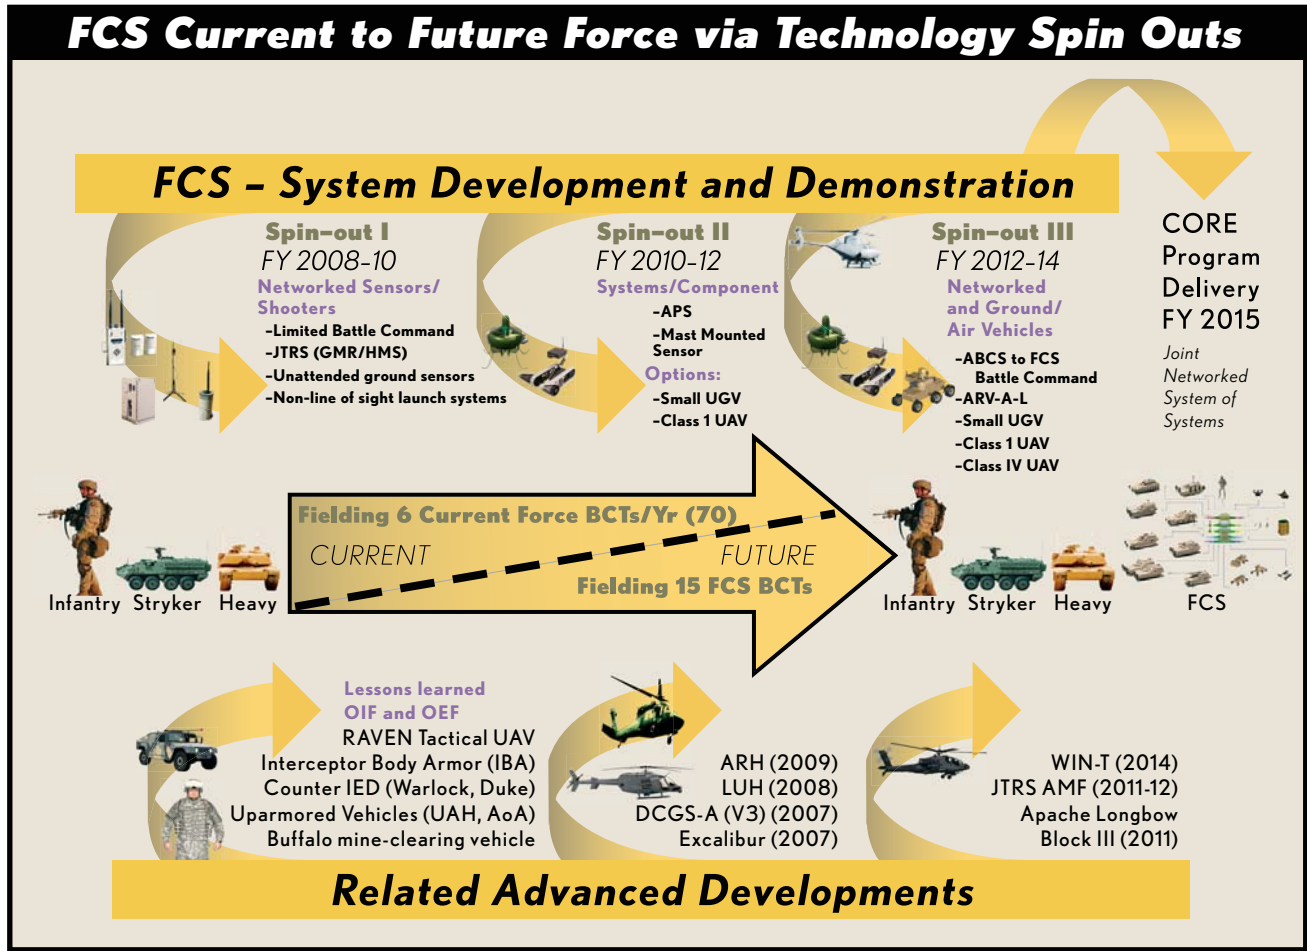 FCS Current to Future Force via Technology Spin Outs
FCS – System Development and Demonstration
Spin–out I
FY 2008–10
Networked Sensors/
Shooters
–Limited Battle Command
–JTRS (GMR/HMS)
–Unattended ground sensors
–Non-line of sight launch systems
Spin–out II
FY 2010–12
Systems/Component
–APS
–Mast Mounted
Sensor
Options:
–Small UGV
–Class 1 UAV
Spin–out III
FY 2012–14
Networked
and Ground/
Air Vehicles
–ABCS to FCS
Battle Command
–ARV-A-L
–Small UGV
–Class 1 UAV
–Class IV UAV
CORE
Program
Delivery
FY 2015
Joint
Networked
System of
Systems
Fielding 6 Current Force BCTs/Yr (70)
CURRENT
FUTURE
Fielding 15 FCS BCTs
Infantry Stryker Heavy
Infantry Stryker Heavy
FCS
Lessons learned
OIF and OEF
RAVEN Tactical UAV
Interceptor Body Armor (IBA)
Counter IED (Warlock, Duke)
Uparmored Vehicles (UAH, AoA)
Buffalo mine-clearing vehicle
ARH (2009)
LUH (2008)
DCGS-A (V3) (2007)
Excalibur (2007)
WIN-T (2014)
JTRS AMF (2011-12)
Apache Longbow
Block III (2011)
Related Advanced Developments